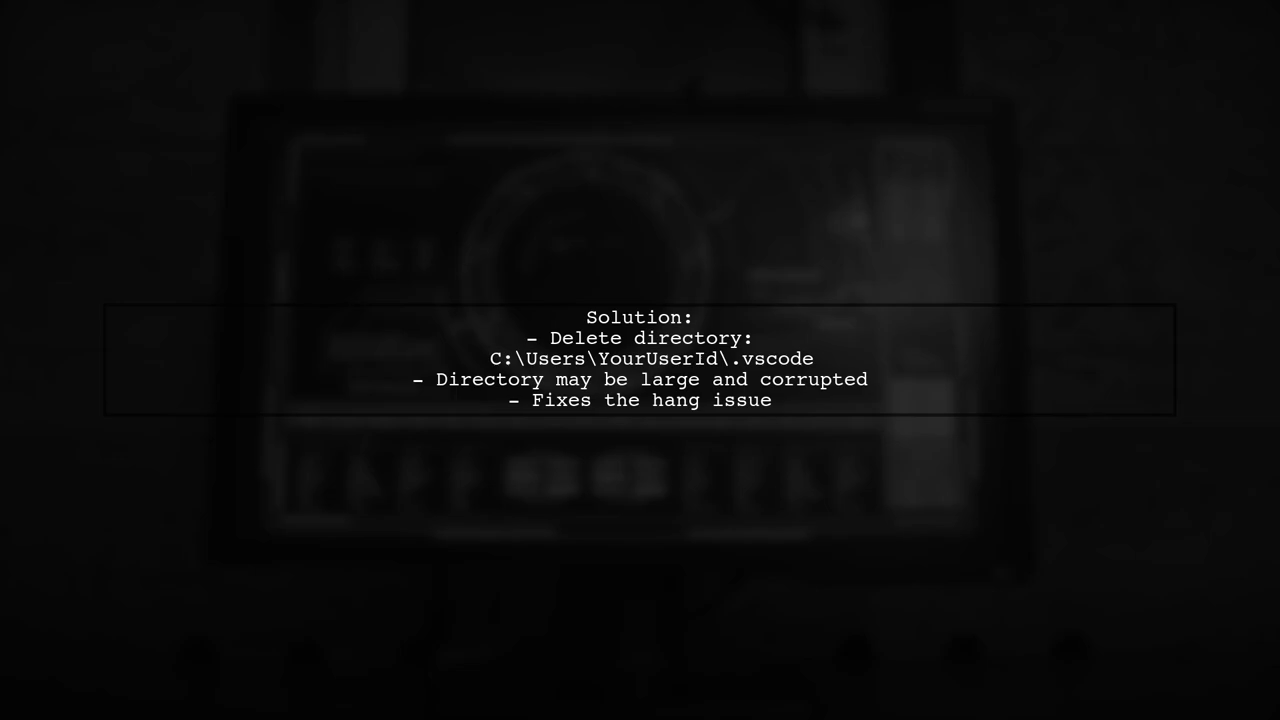 Solution:
– Delete directory:
C:\Users\YourUserId\.vscode
– Directory may be large and corrupted
– Fixes the hang issue